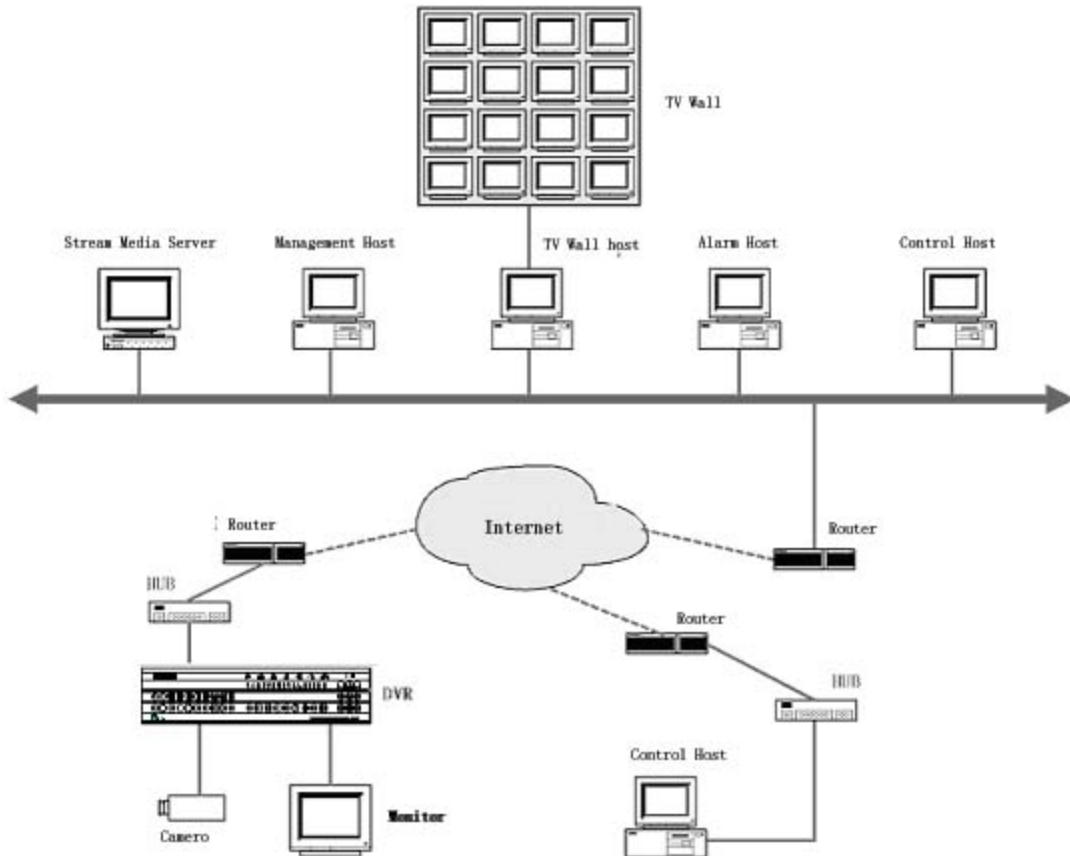 TV Wall
Stream Media Server
Management Host
TV Wall host
Alarm Host
Control Host
Router
Internet
Router
HUB
Router
DVR
HUB
Control Host
Monitor
Camero